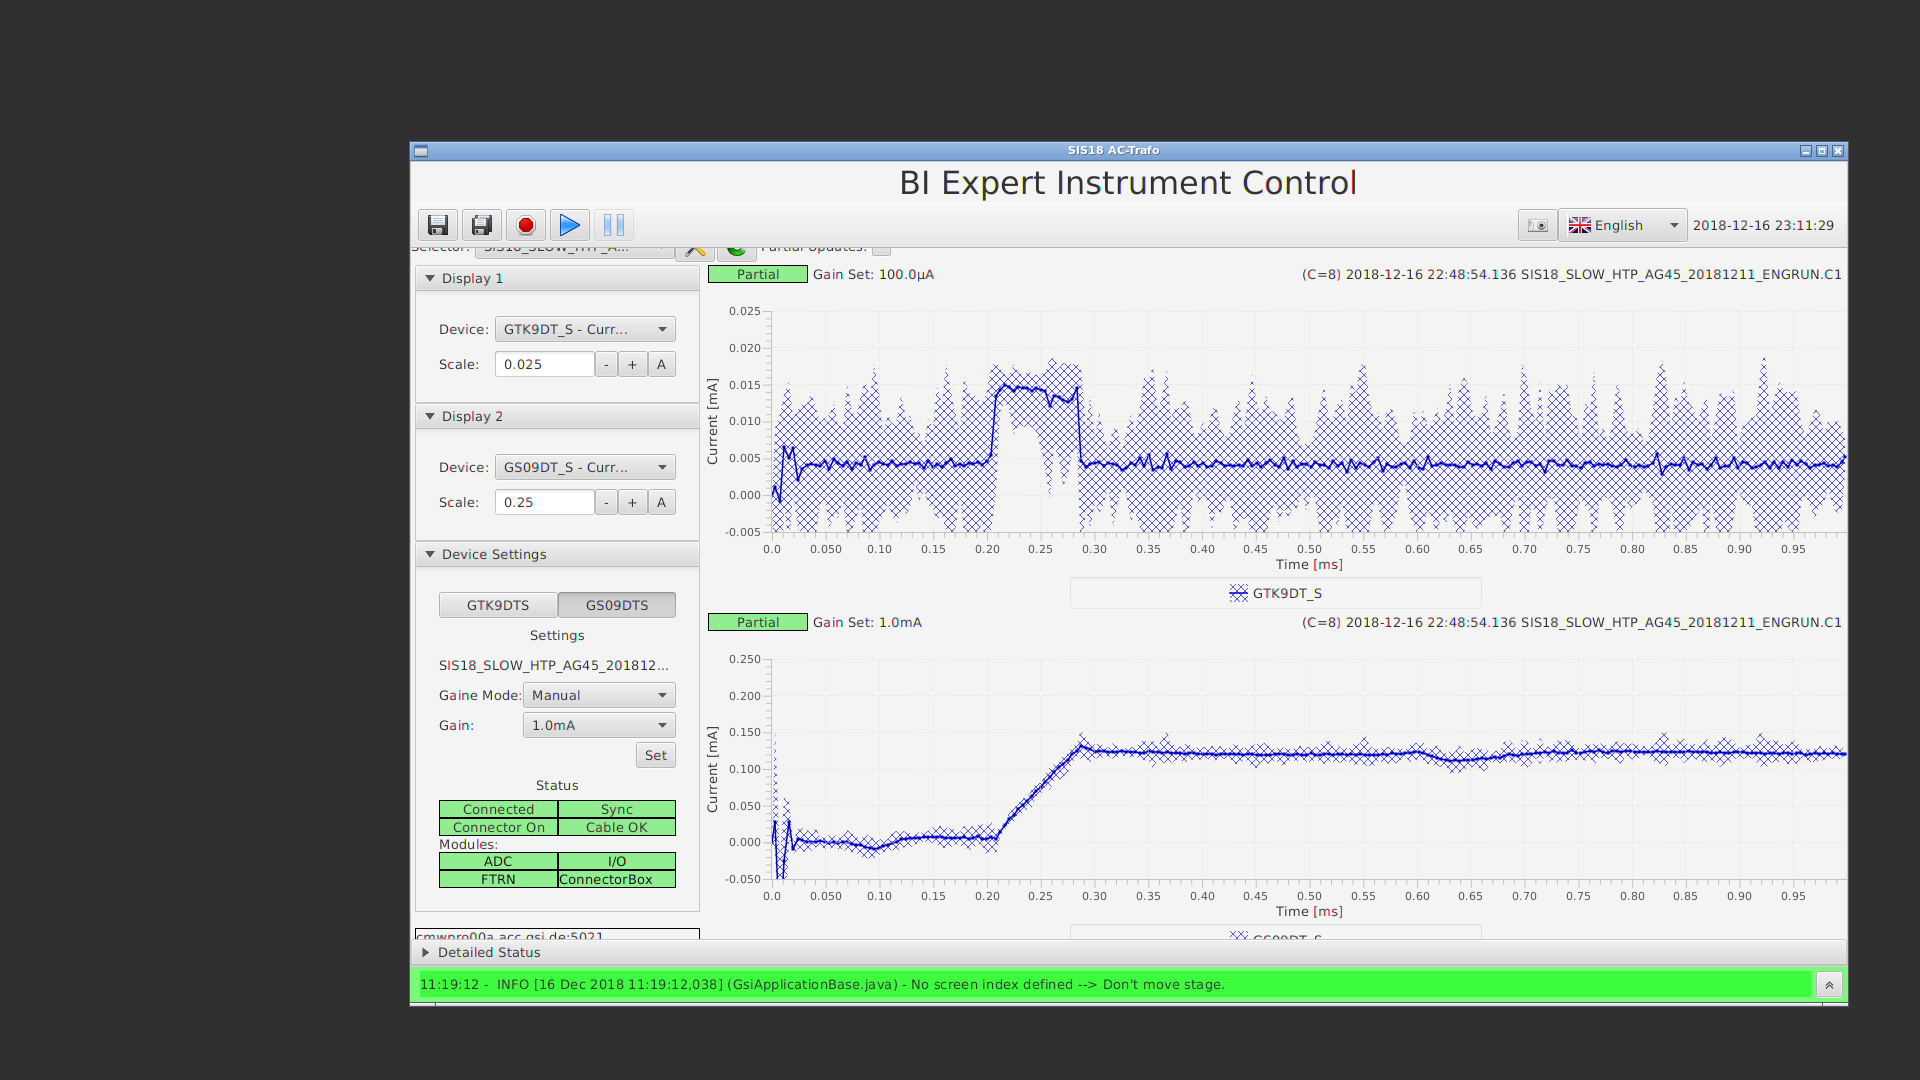 SIS18 AC-Trafo
BI Expert Instrument Control
English
2018-12-16 23:11:29
Selector: SIS18_SLOW_HTP_A... Partial Updates:
Display 1
Device: GTK9DT_S - Curr...
Scale: 0.025 - + A
Display 2
Device: GS09DT_S - Curr...
Scale: 0.25 - + A
Device Settings
GTK9DTS GS09DTS
Settings
SIS18_SLOW_HTP_AG45_201812...
Gaine Mode: Manual
Gain: 1.0mA
Set
Status
Connected Sync
Connector On Cable OK
Modules:
ADC I/O
FTRN ConnectorBox
cmwpro00a.acc.gsi.de:5021
Partial Gain Set: 100.0µA (C=8) 2018-12-16 22:48:54.136 SIS18_SLOW_HTP_AG45_20181211_ENGRUN.C1
Current [mA]
0.025
0.020
0.015
0.010
0.005
0.000
-0.005
0.0 0.050 0.10 0.15 0.20 0.25 0.30 0.35 0.40 0.45 0.50 0.55 0.60 0.65 0.70 0.75 0.80 0.85 0.90 0.95
Time [ms]
GTK9DT_S
Partial Gain Set: 1.0mA (C=8) 2018-12-16 22:48:54.136 SIS18_SLOW_HTP_AG45_20181211_ENGRUN.C1
Current [mA]
0.250
0.200
0.150
0.100
0.050
0.000
-0.050
0.0 0.050 0.10 0.15 0.20 0.25 0.30 0.35 0.40 0.45 0.50 0.55 0.60 0.65 0.70 0.75 0.80 0.85 0.90 0.95
Time [ms]
GS09DT_S
Detailed Status
11:19:12 - INFO [16 Dec 2018 11:19:12,038] (GsiApplicationBase.java) - No screen index defined --> Don't move stage.